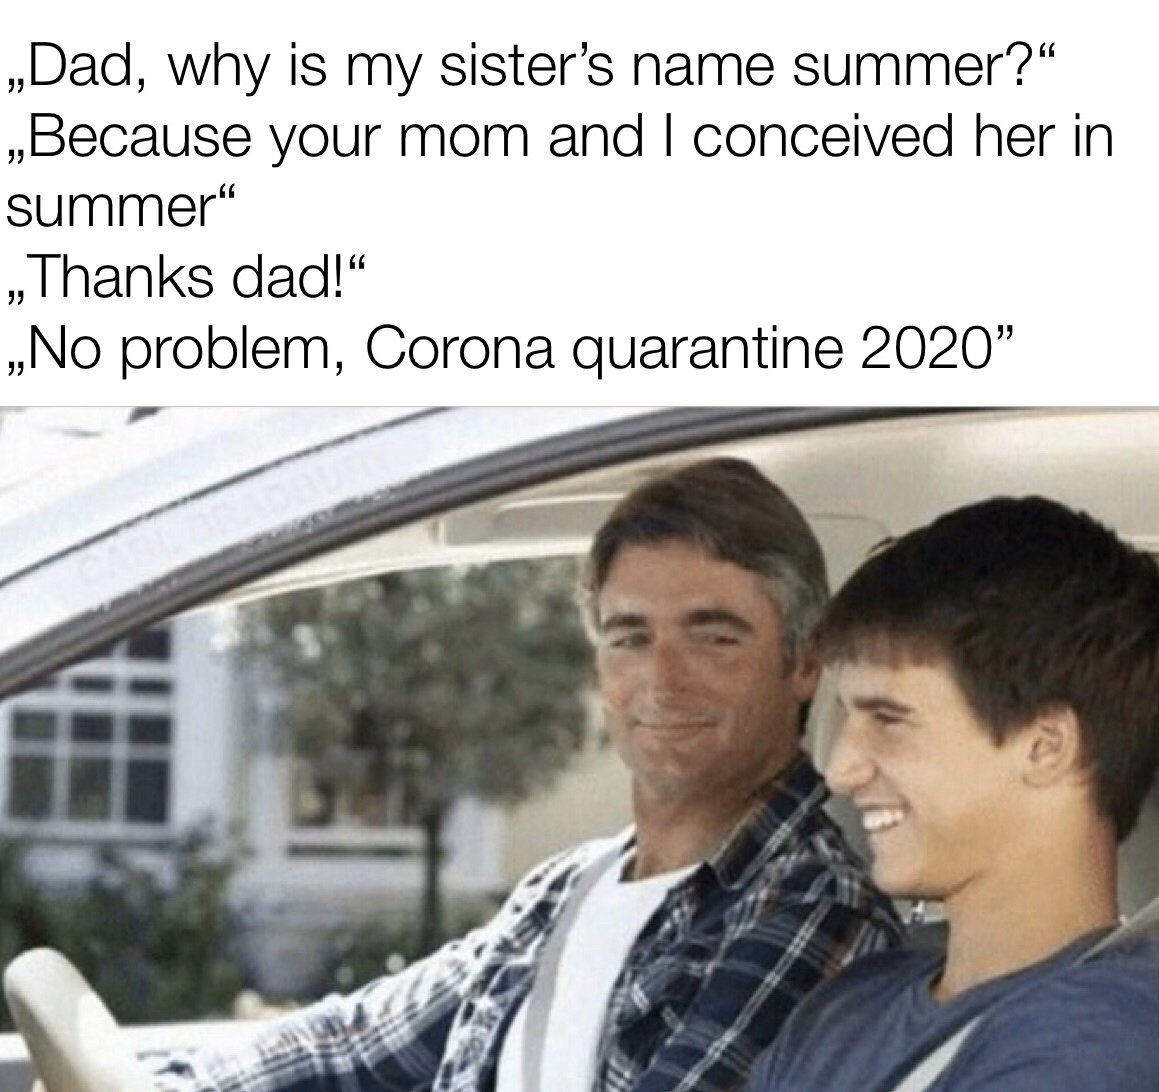 „Dad, why is my sister’s name summer?“
„Because your mom and I conceived her in
summer“
„Thanks dad!“
„No problem, Corona quarantine 2020”